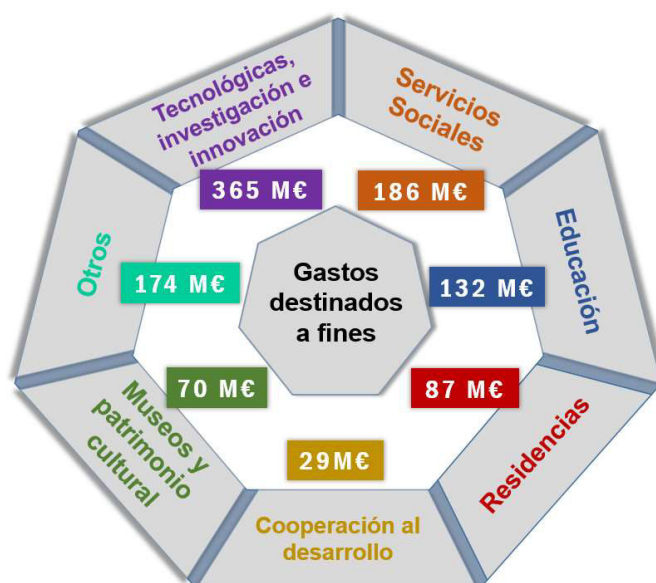 Tecnológicas,
investigación e
innovación
365 M€
Servicios
Sociales
186 M€
Educación
132 M€
Residencias
87 M€
Cooperación al
desarrollo
29M€
Museos y
patrimonio
cultural
70 M€
Otros
174 M€
Gastos
destinados
a fines